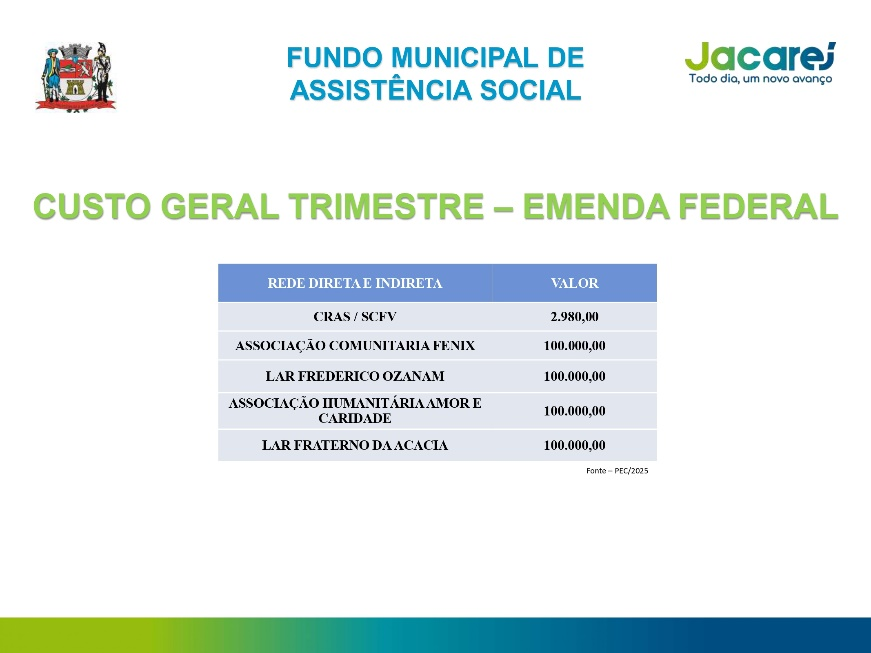 FUNDO MUNICIPAL DE
ASSISTÊNCIA SOCIAL
Jacareí
Todo dia, um novo avanço
CUSTO GERAL TRIMESTRE – EMENDA FEDERAL
REDE DIRETA E INDIRETA VALOR
CRAS / SCFV 2.980,00
ASSOCIAÇÃO COMUNITARIA FENIX 100.000,00
LAR FREDERICO OZANAM 100.000,00
ASSOCIAÇÃO HUMANITÁRIA AMOR E
CARIDADE 100.000,00
LAR FRATERNO DA ACACIA 100.000,00
Fonte – PEC/2025